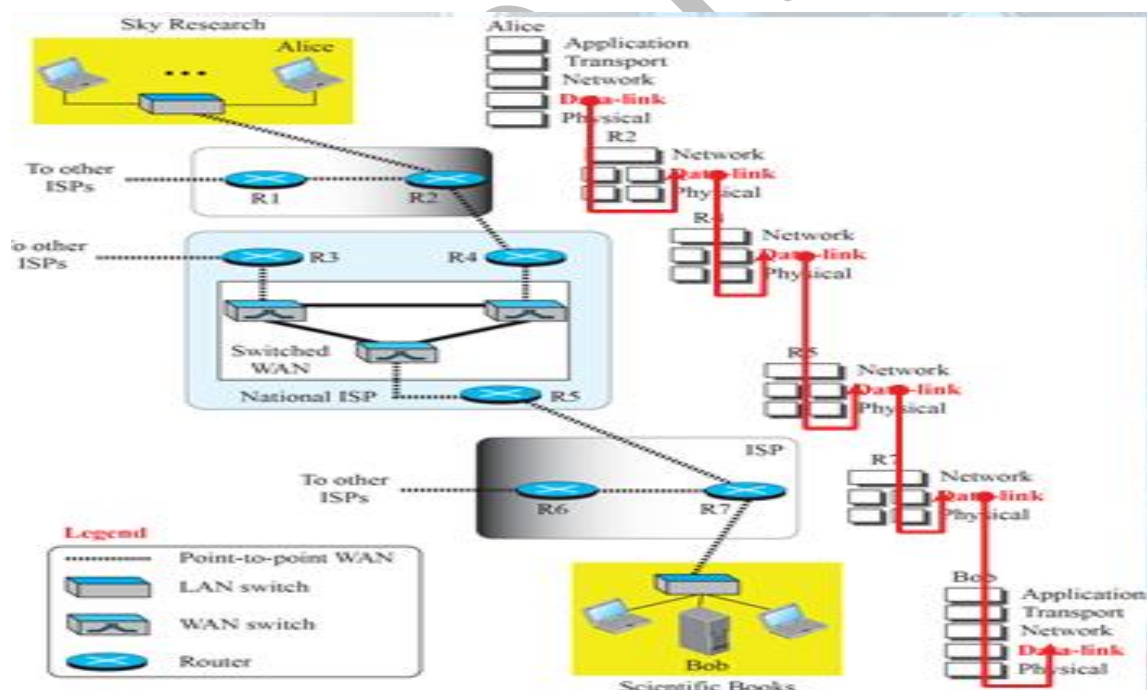 Sky Research
Alice
To other
ISPs
R1
R2
To other
ISPs
R3
R4
Switched
WAN
National ISP
R5
ISP
To other
ISPs
R6
R7
Legend
Point-to-point WAN
LAN switch
WAN switch
Router
Bob
Scientific Books
Alice
Application
Transport
Network
Data-link
Physical
R2
Network
Data-link
Physical
R4
Network
Data-link
Physical
R5
Network
Data-link
Physical
R7
Network
Data-link
Physical
Bob
Application
Transport
Network
Data-link
Physical